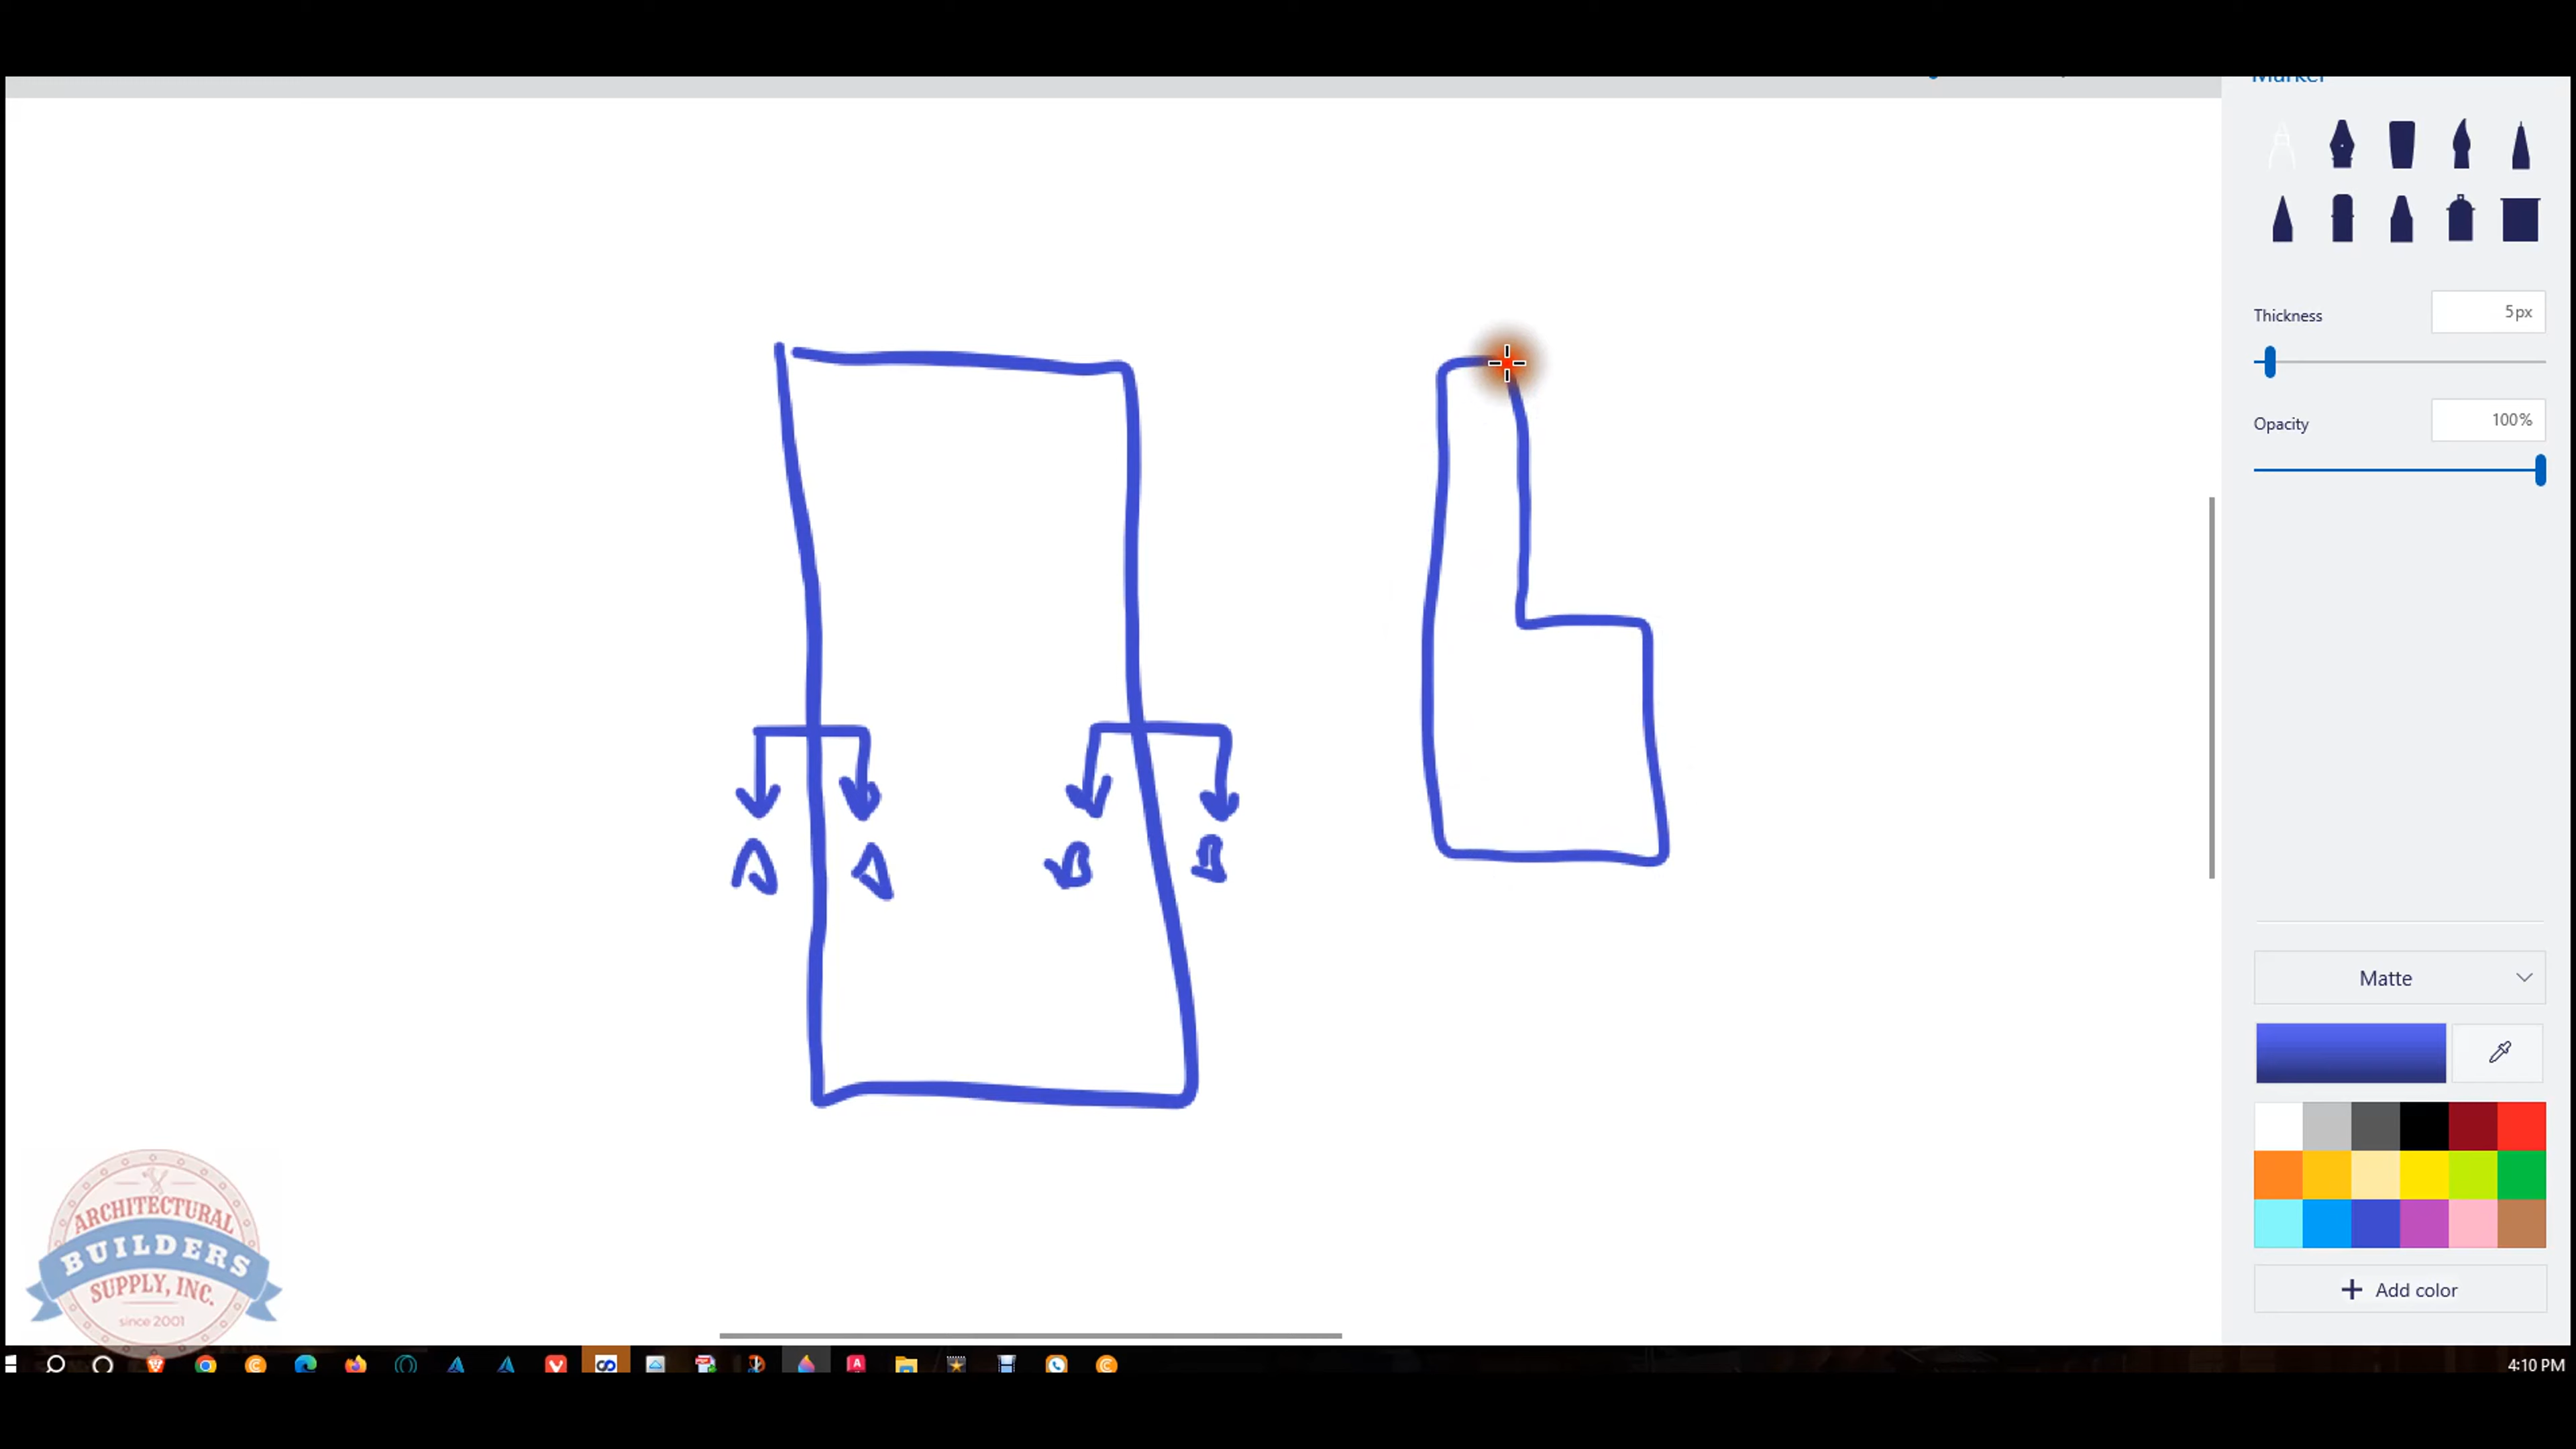 Marker
Thickness
5px
Opacity
100%
A A B B
Matte
Add color
ARCHITECTURAL
BUILDERS
SUPPLY, INC.
since 2001
4:10 PM